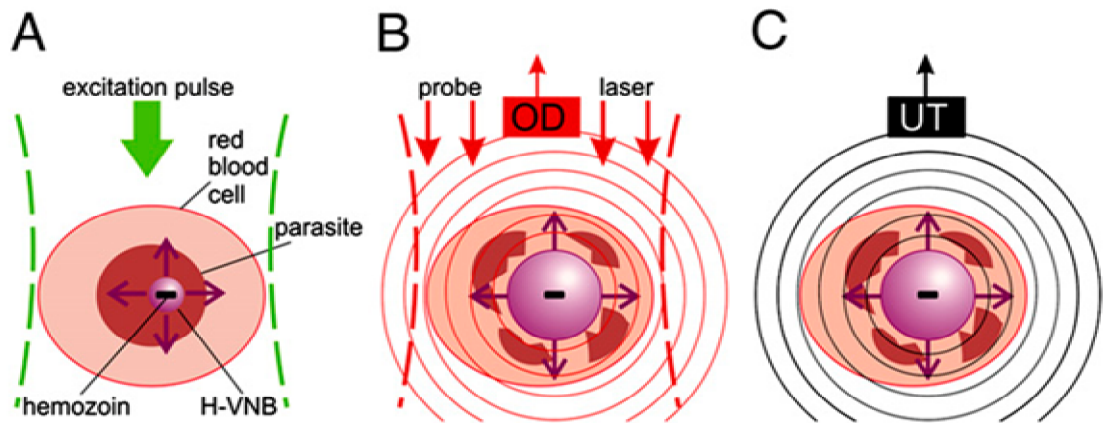 A
excitation pulse
red
blood
cell
parasite
hemozoin
H-VNB
B
probe
laser
OD
C
UT